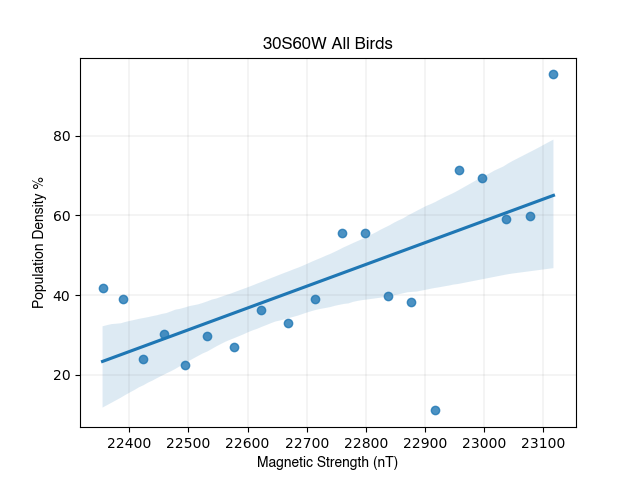 30S60W All Birds
Population Density %
80
60
40
20
22400 22500 22600 22700 22800 22900 23000 23100
Magnetic Strength (nT)